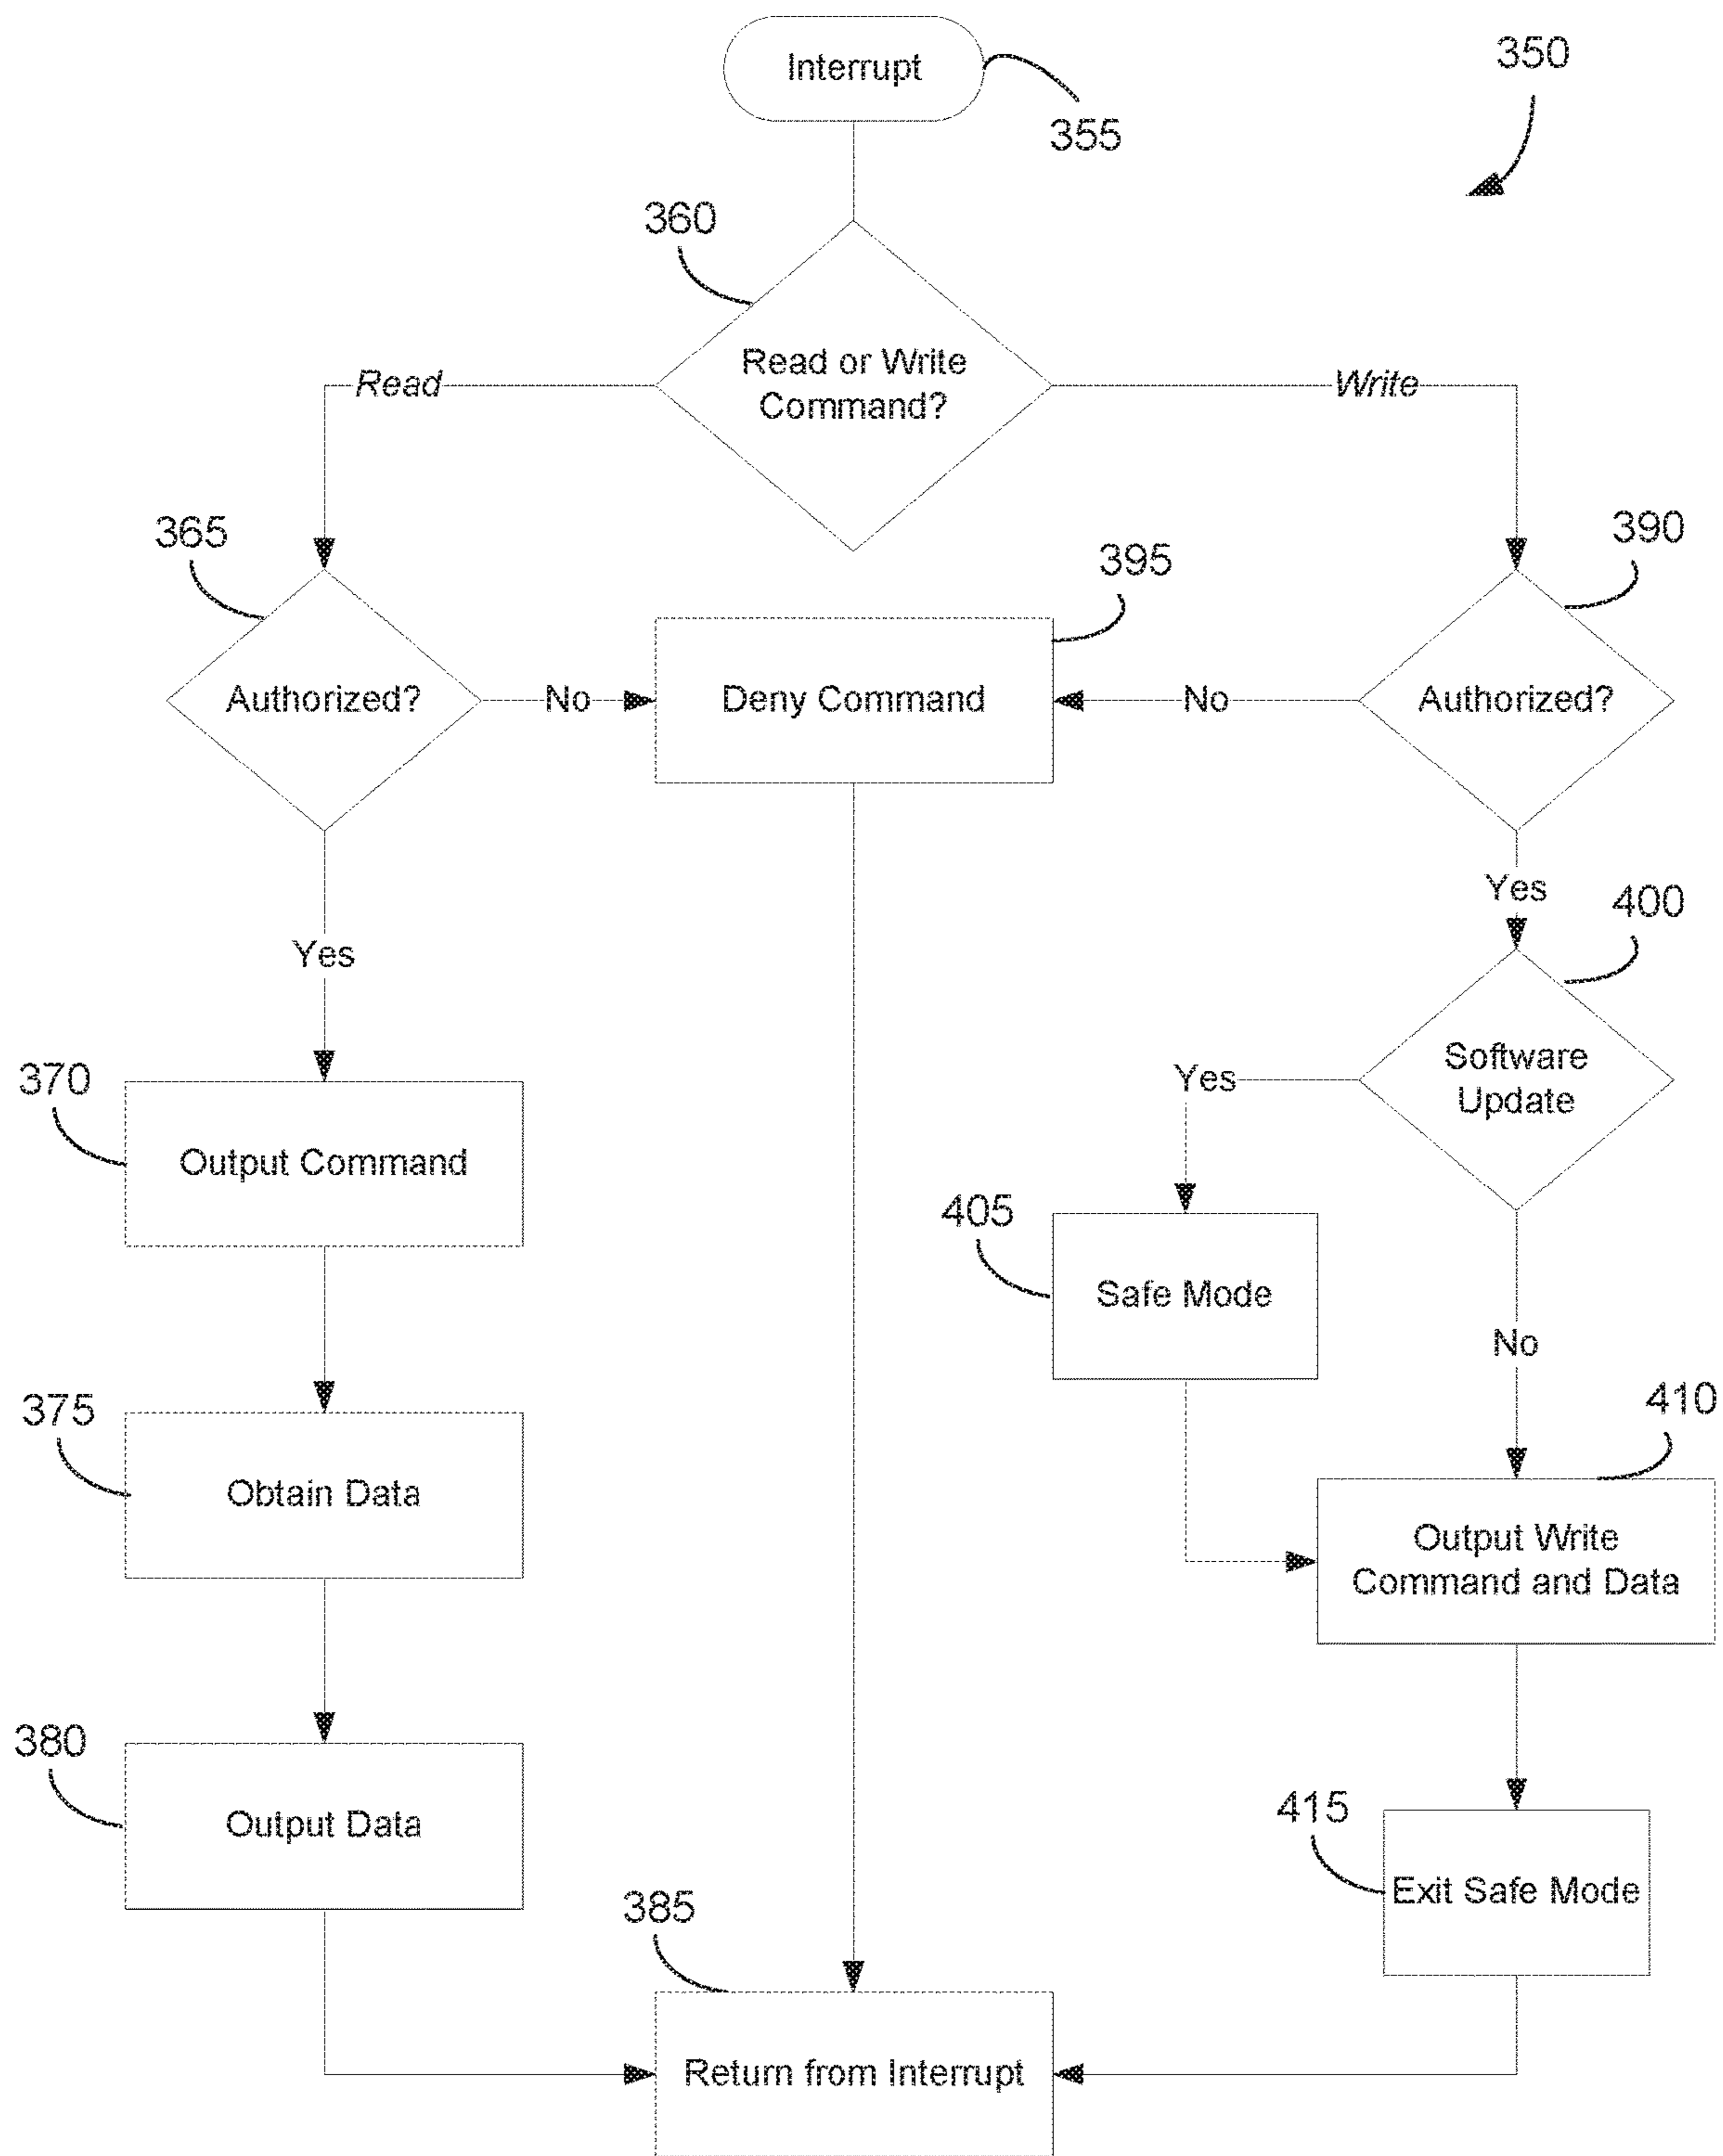 Interrupt
350
355
360
Read or Write
Command?
Read
Write
365
390
395
Authorized?
No
Deny Command
No
Authorized?
Yes
400
Yes
Software
Update
Yes
370
Output Command
405
Safe Mode
No
375
Obtain Data
410
Output Write
Command and Data
380
Output Data
415
Exit Safe Mode
385
Return from Interrupt